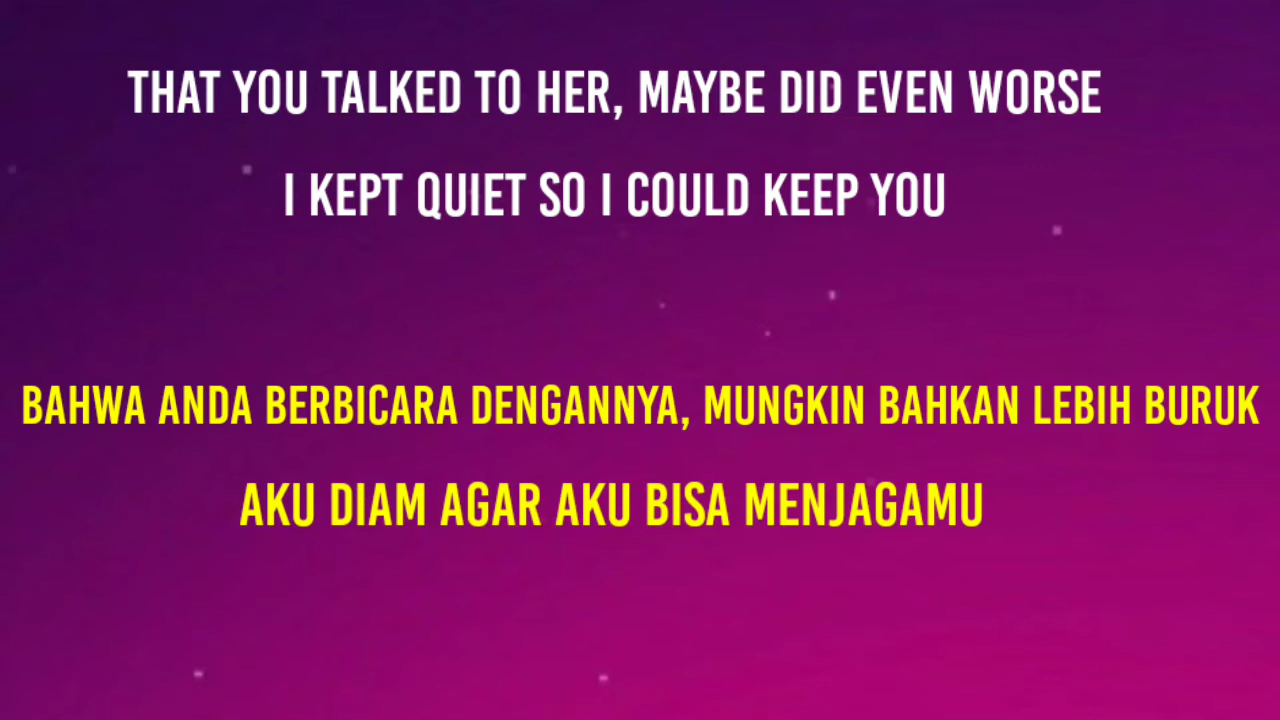 THAT YOU TALKED TO HER, MAYBE DID EVEN WORSE
I KEPT QUIET SO I COULD KEEP YOU
BAHWA ANDA BERBICARA DENGANNYA, MUNGKIN BAHKAN LEBIH BURUK
AKU DIAM AGAR AKU BISA MENJAGAMU